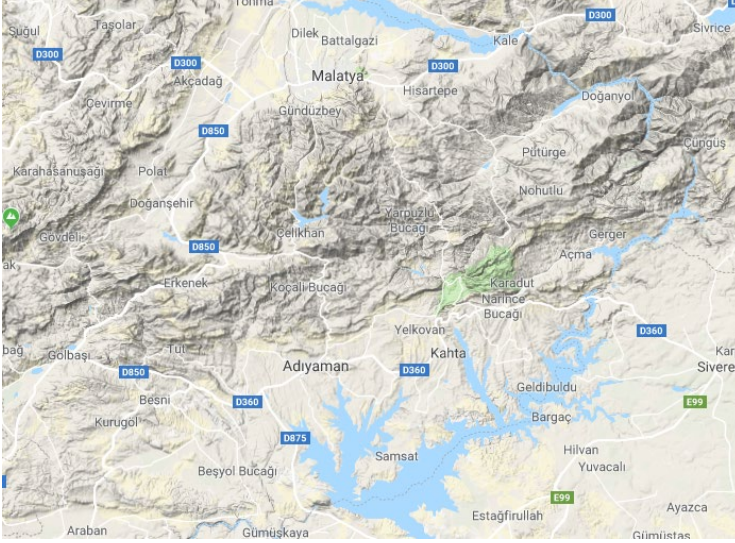 Tohma
D300
Suğul
Taşolar
Dilek
Battalgazi
Kale
Sivrice
D300
D300
D300
Akçadağ
Malatya
Hisartepe
Çevirme
Gündüzbey
Doğanyol
D850
Pütürge
Çüngüş
Karahasanuşağı
Polat
Nohutlu
Doğanşehir
Yarpuzlu
Bucağı
Gövdeli
D850
Çelikhan
Gerger
Açma
Erkenek
Koçali Bucağı
Karadut
Narince
Bucağı
Yelkovan
D360
Gölbaşı
Tut
Kahta
Adıyaman
D360
Sivere
D850
Geldibuldu
Besni
D360
E99
Kurugöl
Bargaç
D875
Hilvan
Samsat
Yuvacalı
Beşyol Bucağı
E99
Ayazca
Estağfirullah
Araban
Gümüşkaya
Gümüştaş